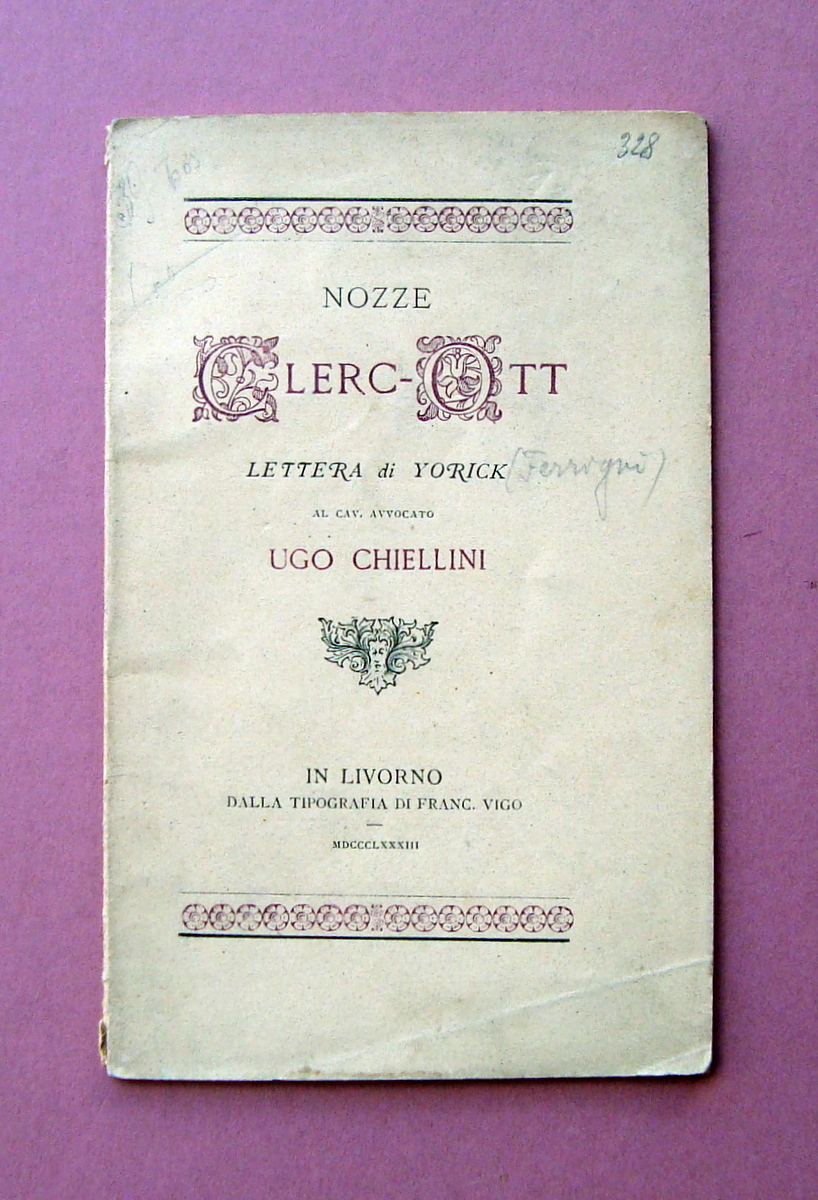 328
NOZZE
CLERC-OTT
LETTERA di YORICK (Ferrigni)
AL CAV. AVVOCATO
UGO CHIELLINI
IN LIVORNO
DALLA TIPOGRAFIA DI FRANC. VIGO
MDCCCLXXXIII